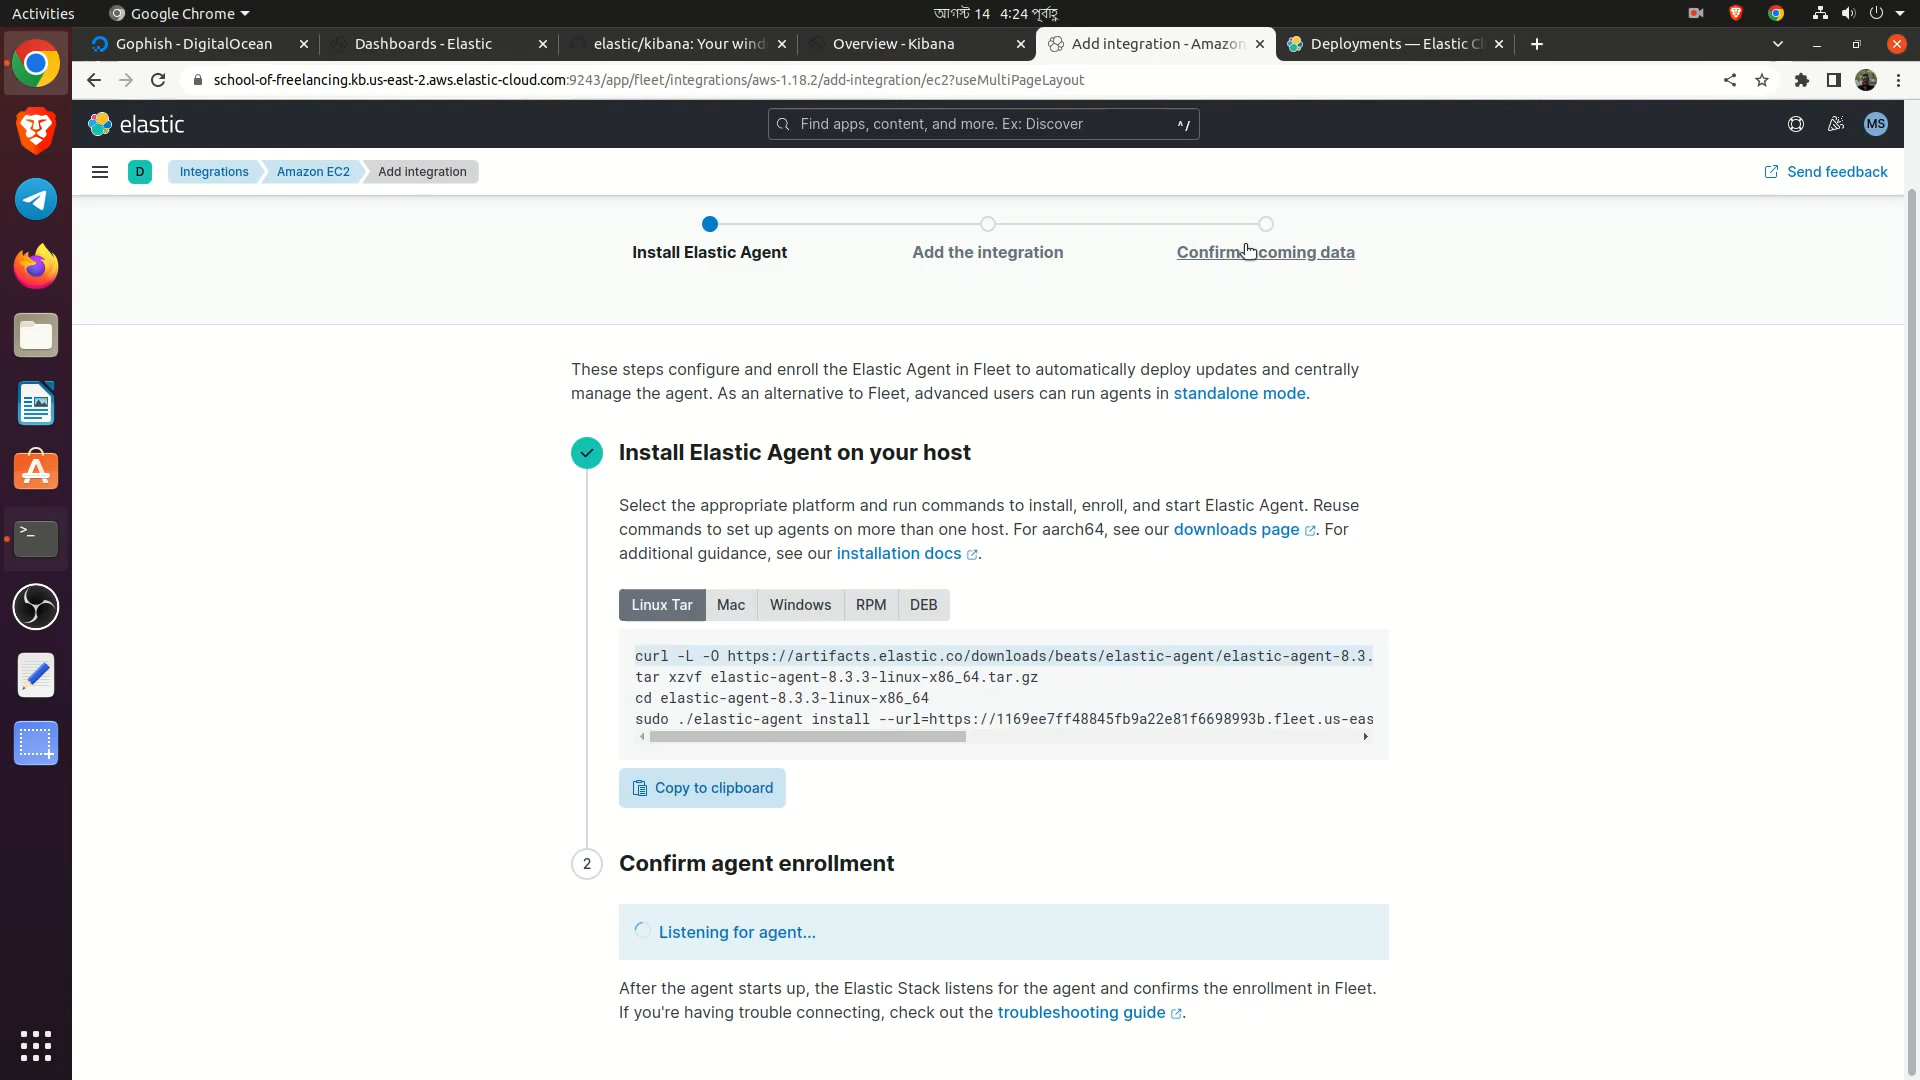 Activities
Google Chrome
আগস্ট 14 4:24 পূর্বাহ্ণ
Gophish - DigitalOcean
Dashboards - Elastic
elastic/kibana: Your wind
Overview - Kibana
Add integration - Amazon
Deployments — Elastic Cl
school-of-freelancing.kb.us-east-2.aws.elastic-cloud.com:9243/app/fleet/integrations/aws-1.18.2/add-integration/ec2?useMultiPageLayout
elastic
Find apps, content, and more. Ex: Discover
^/
MS
D
Integrations
Amazon EC2
Add integration
Send feedback
Install Elastic Agent
Add the integration
Confirm incoming data
These steps configure and enroll the Elastic Agent in Fleet to automatically deploy updates and centrally
manage the agent. As an alternative to Fleet, advanced users can run agents in standalone mode.
Install Elastic Agent on your host
Select the appropriate platform and run commands to install, enroll, and start Elastic Agent. Reuse
commands to set up agents on more than one host. For aarch64, see our downloads page. For
additional guidance, see our installation docs.
Linux Tar
Mac
Windows
RPM
DEB
curl -L -O https://artifacts.elastic.co/downloads/beats/elastic-agent/elastic-agent-8.3.
tar xzvf elastic-agent-8.3.3-linux-x86_64.tar.gz
cd elastic-agent-8.3.3-linux-x86_64
sudo ./elastic-agent install --url=https://1169ee7ff48845fb9a22e81f6698993b.fleet.us-eas
Copy to clipboard
2
Confirm agent enrollment
Listening for agent...
After the agent starts up, the Elastic Stack listens for the agent and confirms the enrollment in Fleet.
If you're having trouble connecting, check out the troubleshooting guide.